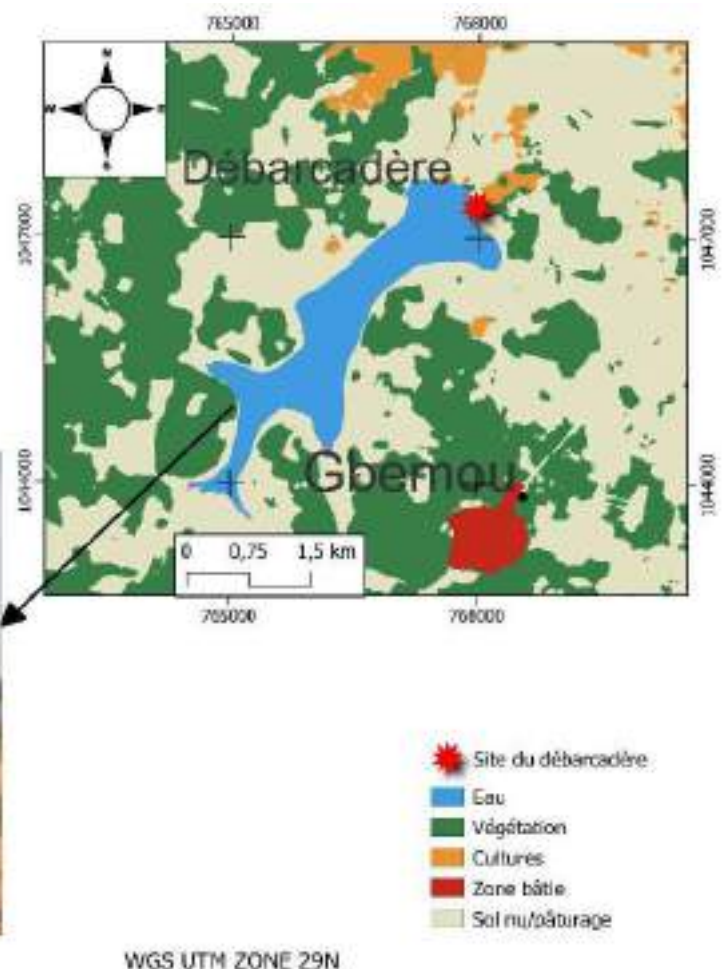 765000 768000
N
W E
S
Débarcadère
1047000 1047000
Gbemou
1044000 1044000
0 0,75 1,5 km
765000 768000
Site du débarcadère
Eau
Végétation
Cultures
Zone bâtie
Sol nu/pâturage
WGS UTM ZONE 29N